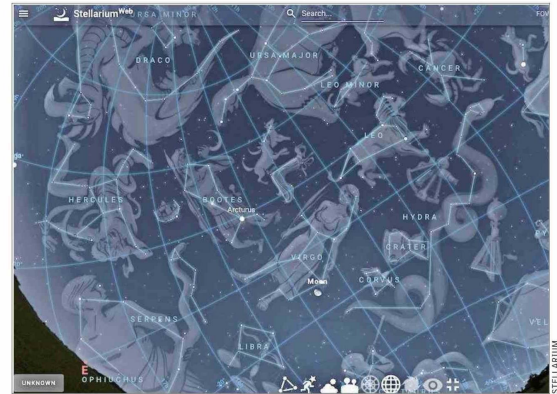 Stellarium Web
URSA MINOR
Search...
FOV
DRACO
URSA MAJOR
LEO MINOR
CANCER
LEO
HERCULES
BOOTES
Arcturus
HYDRA
VIRGO
CRATER
Moon
CORVUS
SERPENS
LIBRA
VEL
E
OPHIUCHUS
UNKNOWN
STELLARIUM